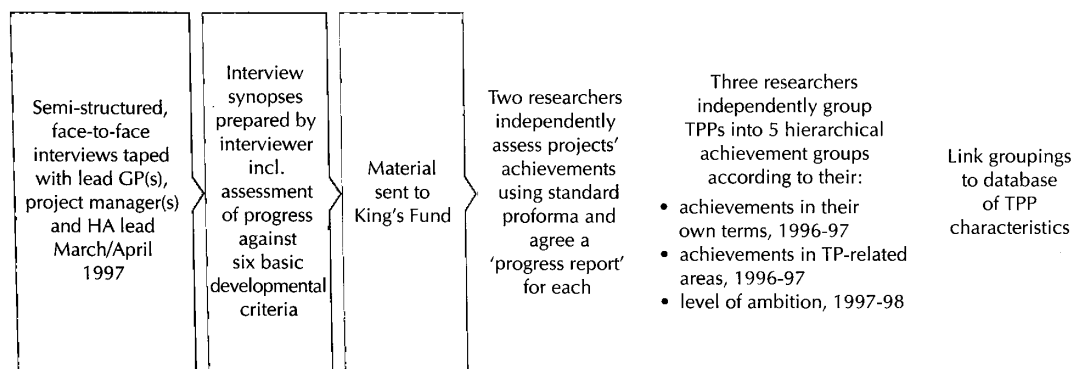 Semi-structured,
face-to-face
interviews taped
with lead GP(s),
project manager(s)
and HA lead
March/April
1997
Interview
synopses
prepared by
interviewer
incl.
assessment
of progress
against
six basic
developmental
criteria
Material
sent to
King's Fund
Two researchers
independently
assess projects'
achievements
using standard
proforma and
agree a
'progress report'
for each
Three researchers
independently group
TPPs into 5 hierarchical
achievement groups
according to their:
• achievements in their
own terms, 1996-97
• achievements in TP-related
areas, 1996-97
• level of ambition, 1997-98
Link groupings
to database
of TPP
characteristics